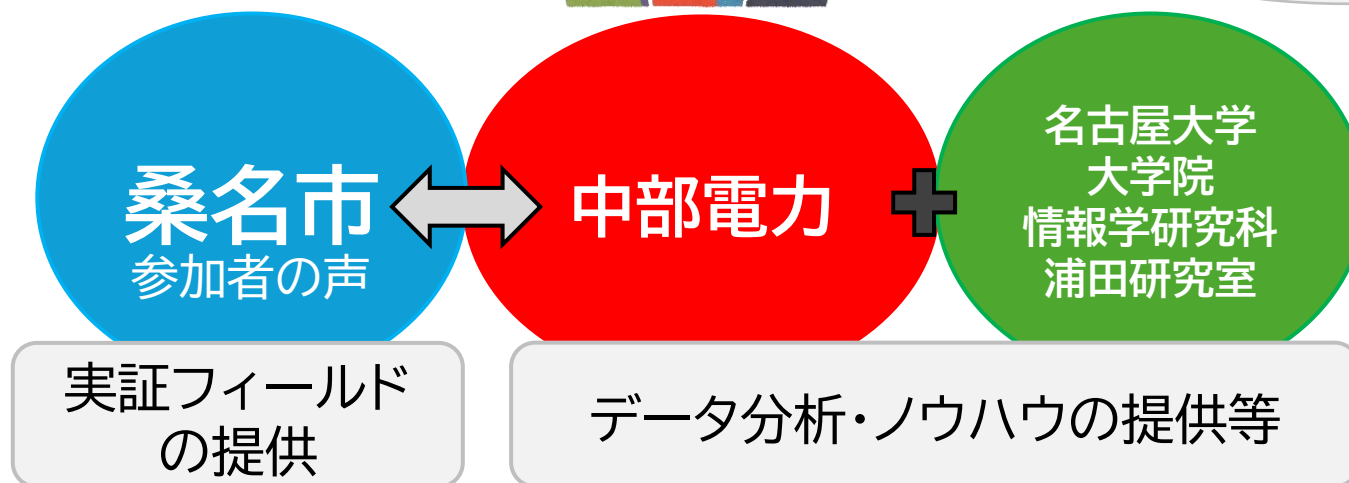 桑名市
参加者の声
中部電力
名古屋大学
大学院
情報学研究科
浦田研究室
実証フィールド
の提供
データ分析・ノウハウの提供等